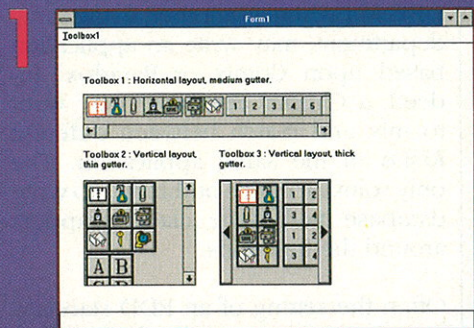 1
Form1
Toolbox1
Toolbox 1 : Horizontal layout, medium gutter.
1 2 3 4 5
Toolbox 2 : Vertical layout, thin gutter.
A B
Toolbox 3 : Vertical layout, thick gutter.
1 2
3 4
1 2
3 4